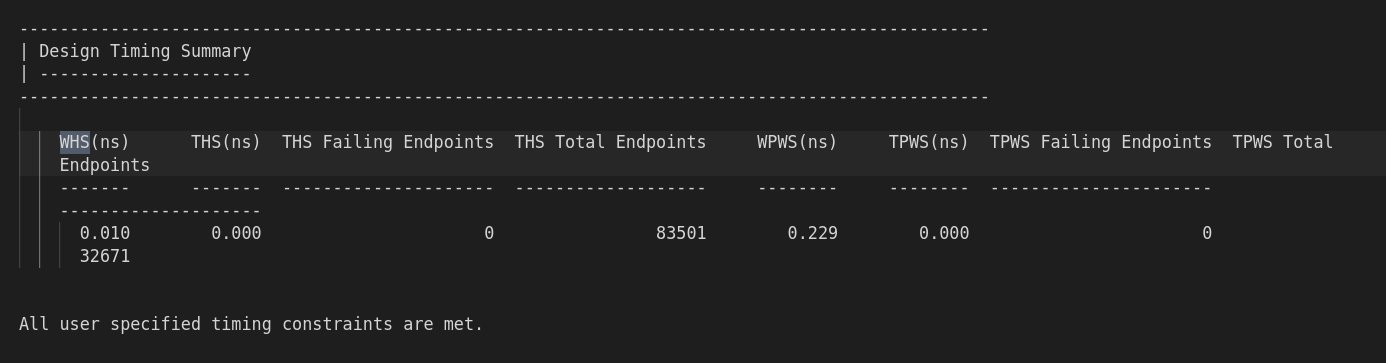 ------------------------------------------------------------------------------------------------
| Design Timing Summary
| ---------------------
------------------------------------------------------------------------------------------------
WHS(ns)      THS(ns)  THS Failing Endpoints  THS Total Endpoints     WPWS(ns)     TPWS(ns)  TPWS Failing Endpoints  TPWS Total
Endpoints
-------      -------  ---------------------  -------------------     --------     --------  ----------------------
--------------------
0.010        0.000                      0                83501        0.229        0.000                       0
32671
All user specified timing constraints are met.